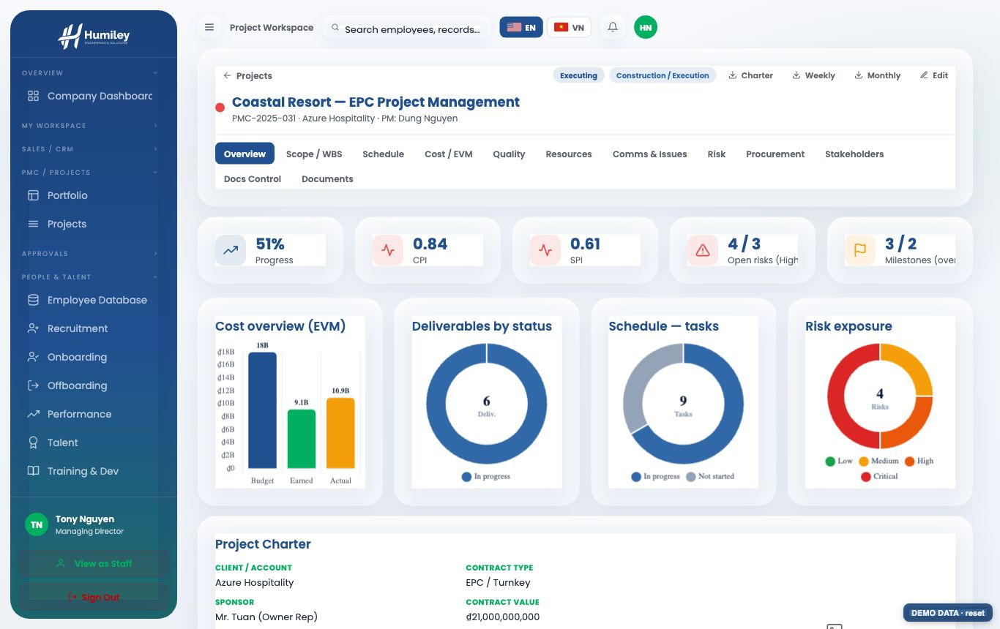 Humiley
ENGINEERING & SOLUTIONS
OVERVIEW
Company Dashboard
MY WORKSPACE
SALES / CRM
PMC / PROJECTS
Portfolio
Projects
APPROVALS
PEOPLE & TALENT
Employee Database
Recruitment
Onboarding
Offboarding
Performance
Talent
Training & Dev
TN
Tony Nguyen
Managing Director
View as Staff
Sign Out
Project Workspace
Search employees, records...
EN
VN
HN
Projects
Executing
Construction / Execution
Charter
Weekly
Monthly
Edit
Coastal Resort — EPC Project Management
PMC-2025-031 · Azure Hospitality · PM: Dung Nguyen
Overview
Scope / WBS
Schedule
Cost / EVM
Quality
Resources
Comms & Issues
Risk
Procurement
Stakeholders
Docs Control
Documents
51%
Progress
0.84
CPI
0.61
SPI
4 / 3
Open risks (High
3 / 2
Milestones (over
Cost overview (EVM)
18B
₫18B
₫16B
₫14B
₫12B
₫10B
₫8B
₫6B
₫4B
₫2B
₫0
9.1B
10.9B
Budget
Earned
Actual
Deliverables by status
6
Deliv.
In progress
Schedule — tasks
9
Tasks
In progress
Not started
Risk exposure
4
Risks
Low
Medium
High
Critical
Project Charter
CLIENT / ACCOUNT
Azure Hospitality
CONTRACT TYPE
EPC / Turnkey
SPONSOR
Mr. Tuan (Owner Rep)
CONTRACT VALUE
₫21,000,000,000
DEMO DATA · reset